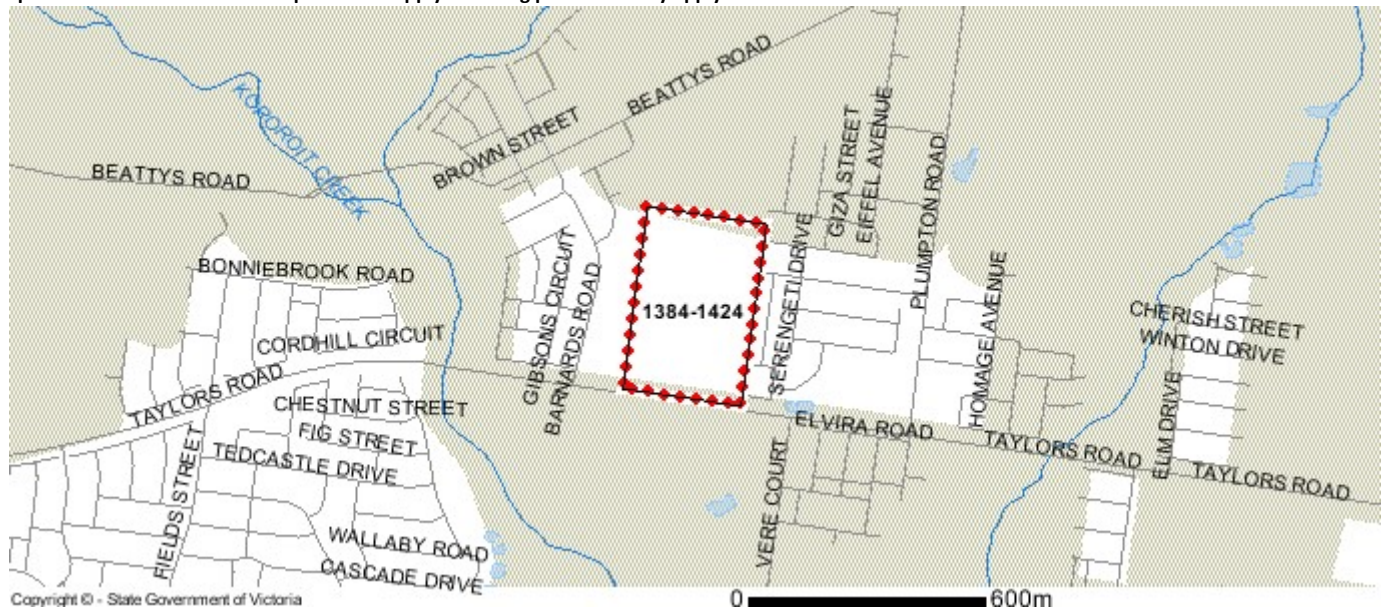 BEATTYS ROAD
BROWN STREET
KOROROIT CREEK
BEATTYS ROAD
GIZA STREET
EIFFEL AVENUE
PLUMPTON ROAD
BONNIEBROOK ROAD
GIBSONS CIRCUIT
BARNARDS ROAD
1384-1424
SERENGETI DRIVE
HOMAGE AVENUE
CHERISH STREET
WINTON DRIVE
CORDHILL CIRCUIT
TAYLORS ROAD
CHESTNUT STREET
FIG STREET
TEDCASTLE DRIVE
FIELDS STREET
ELVIRA ROAD
TAYLORS ROAD
ELM DRIVE
TAYLORS ROAD
VERE COURT
WALLABY ROAD
CASCADE DRIVE
Copyright © - State Government of Victoria
0 600m